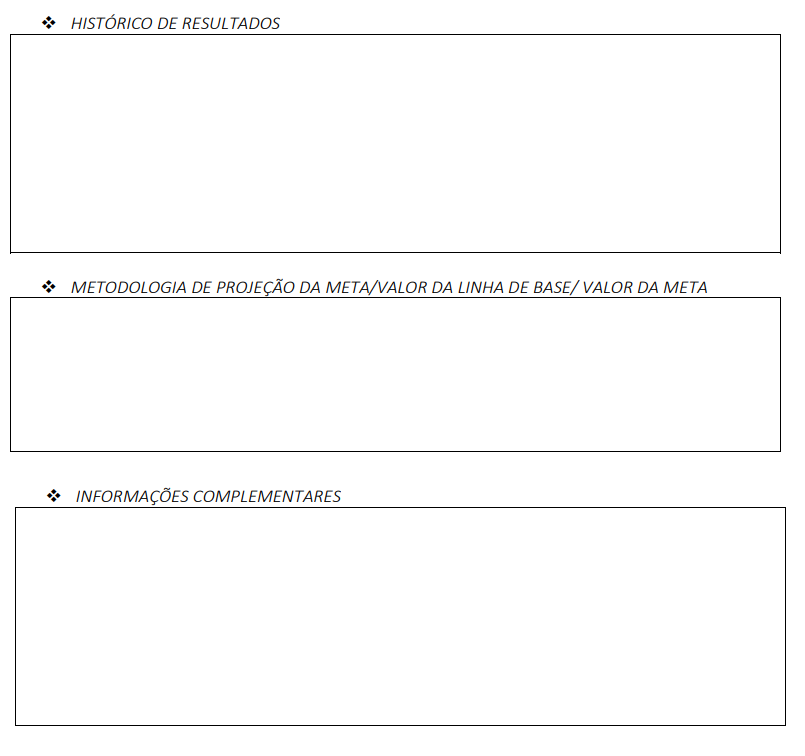 ❖ HISTÓRICO DE RESULTADOS
❖ METODOLOGIA DE PROJEÇÃO DA META/VALOR DA LINHA DE BASE/ VALOR DA META
❖ INFORMAÇÕES COMPLEMENTARES